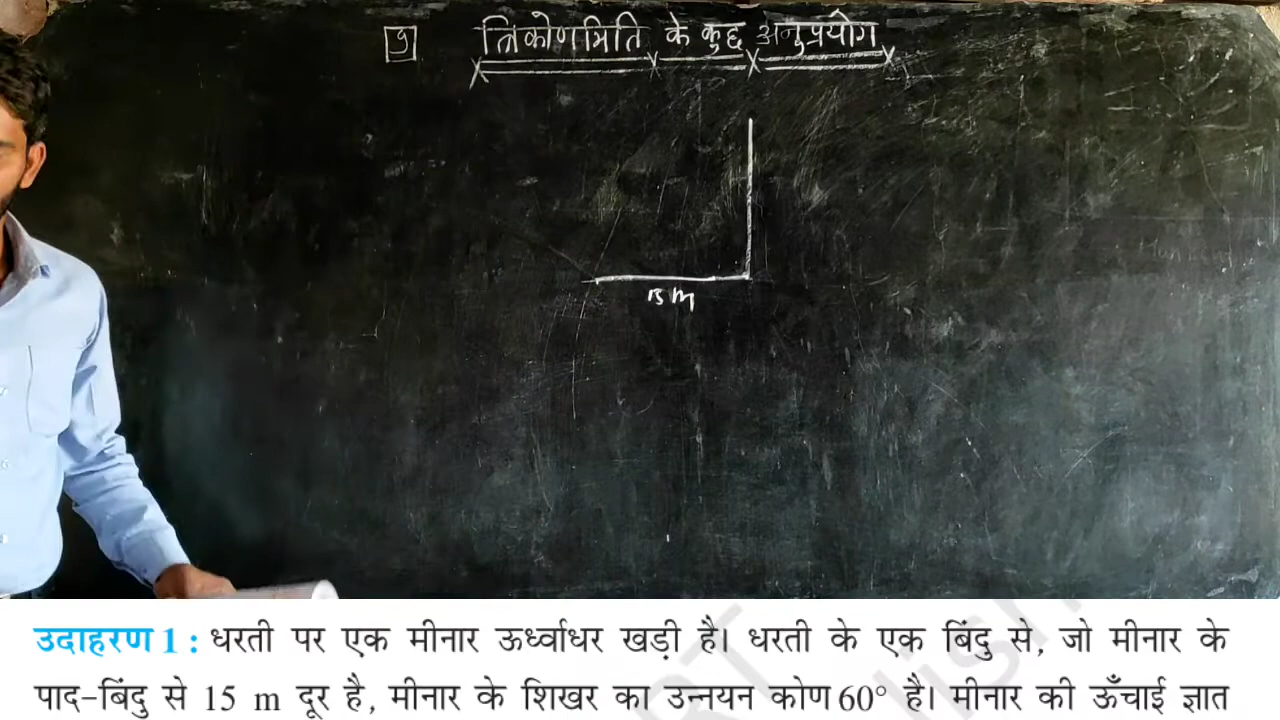 ९ त्रिकोणमिति के कुछ अनुप्रयोग
15 m
उदाहरण 1 : धरती पर एक मीनार ऊर्ध्वाधर खड़ी है। धरती के एक बिंदु से, जो मीनार के
पाद-बिंदु से 15 m दूर है, मीनार के शिखर का उन्नयन कोण 60° है। मीनार की ऊँचाई ज्ञात